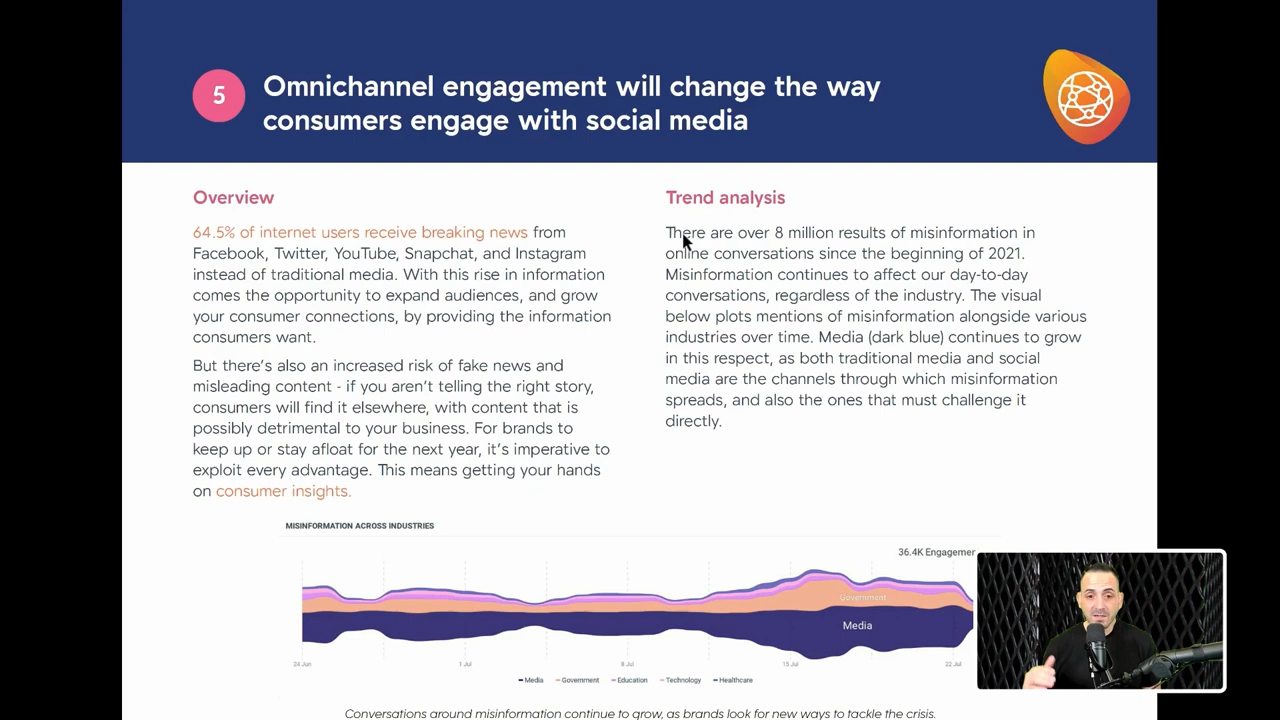 5
Omnichannel engagement will change the way
consumers engage with social media
Overview
64.5% of internet users receive breaking news from
Facebook, Twitter, YouTube, Snapchat, and Instagram
instead of traditional media. With this rise in information
comes the opportunity to expand audiences, and grow
your consumer connections, by providing the information
consumers want.
But there's also an increased risk of fake news and
misleading content - if you aren't telling the right story,
consumers will find it elsewhere, with content that is
possibly detrimental to your business. For brands to
keep up or stay afloat for the next year, it's imperative to
exploit every advantage. This means getting your hands
on consumer insights.
Trend analysis
There are over 8 million results of misinformation in
online conversations since the beginning of 2021.
Misinformation continues to affect our day-to-day
conversations, regardless of the industry. The visual
below plots mentions of misinformation alongside various
industries over time. Media (dark blue) continues to grow
in this respect, as both traditional media and social
media are the channels through which misinformation
spreads, and also the ones that must challenge it
directly.
MISINFORMATION ACROSS INDUSTRIES
36.4K Engagemen
Government
Media
24 Jun 1 Jul 8 Jul 15 Jul 22 Jul
Media Government Education Technology Healthcare
Conversations around misinformation continue to grow, as brands look for new ways to tackle the crisis.